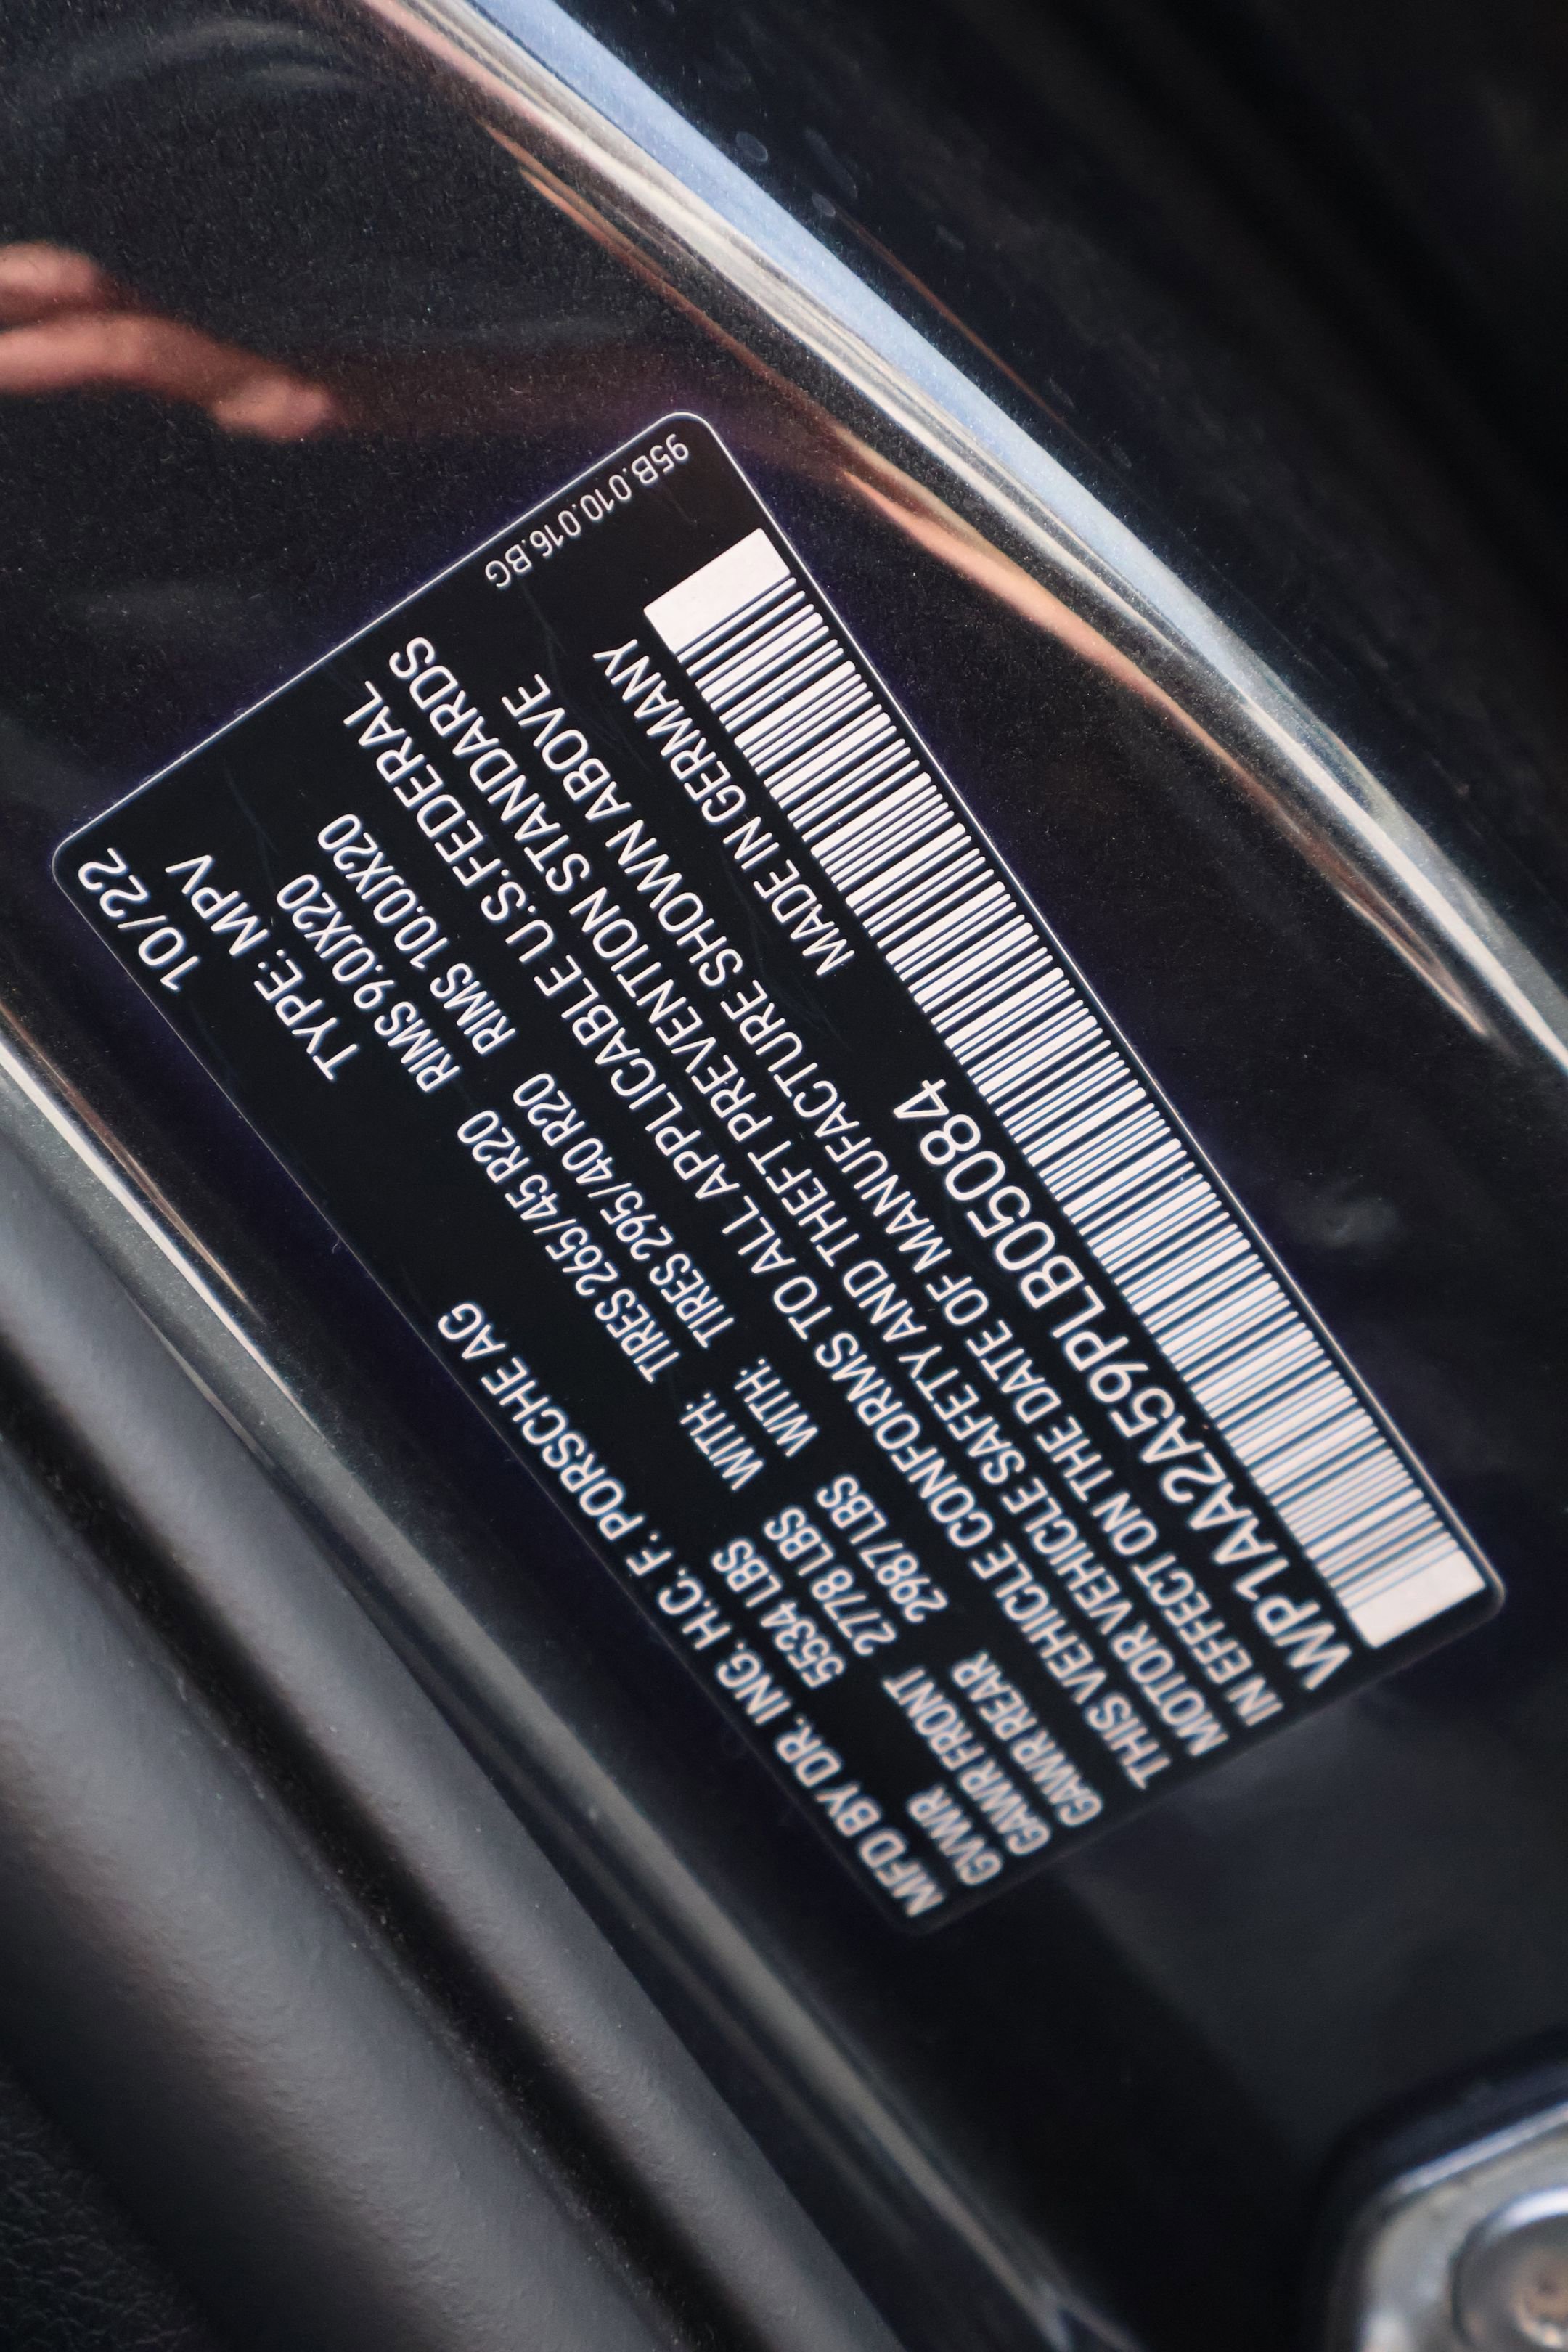 MFD BY DR. ING. H.C. F. PORSCHE AG 10/22
GVWR 5534 LBS TYPE: MPV
GAWR FRONT 2778 LBS WITH: TIRES 265/45 R20 RIMS 9.0JX20
GAWR REAR 2987 LBS WITH: TIRES 295/40 R20 RIMS 10.0JX20
THIS VEHICLE CONFORMS TO ALL APPLICABLE U.S.FEDERAL
MOTOR VEHICLE SAFETY AND THEFT PREVENTION STANDARDS
IN EFFECT ON THE DATE OF MANUFACTURE SHOWN ABOVE
WP1AA2A59PLB05084 MADE IN GERMANY
95B.010.016.BG